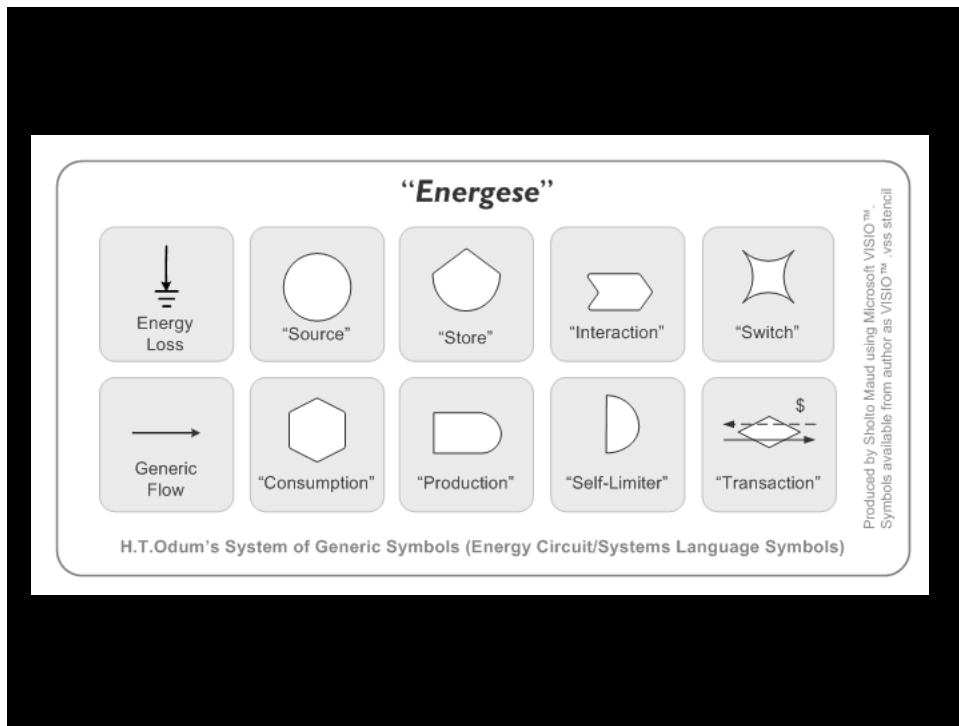 “Energese”
Energy
Loss
“Source”
“Store”
“Interaction”
“Switch”
Generic
Flow
“Consumption”
“Production”
“Self-Limiter”
$
“Transaction”
H.T.Odum’s System of Generic Symbols (Energy Circuit/Systems Language Symbols)
Produced by Sholto Maud using Microsoft VISIO™.
Symbols available from author as VISIO™ .vss stencil